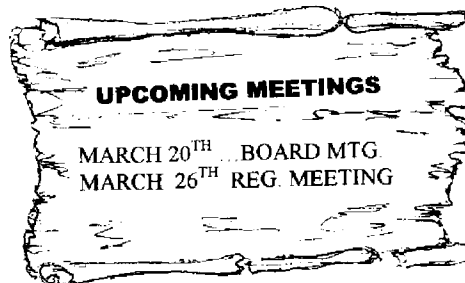 UPCOMING MEETINGS
MARCH 20TH ...BOARD MTG.
MARCH 26TH REG. MEETING